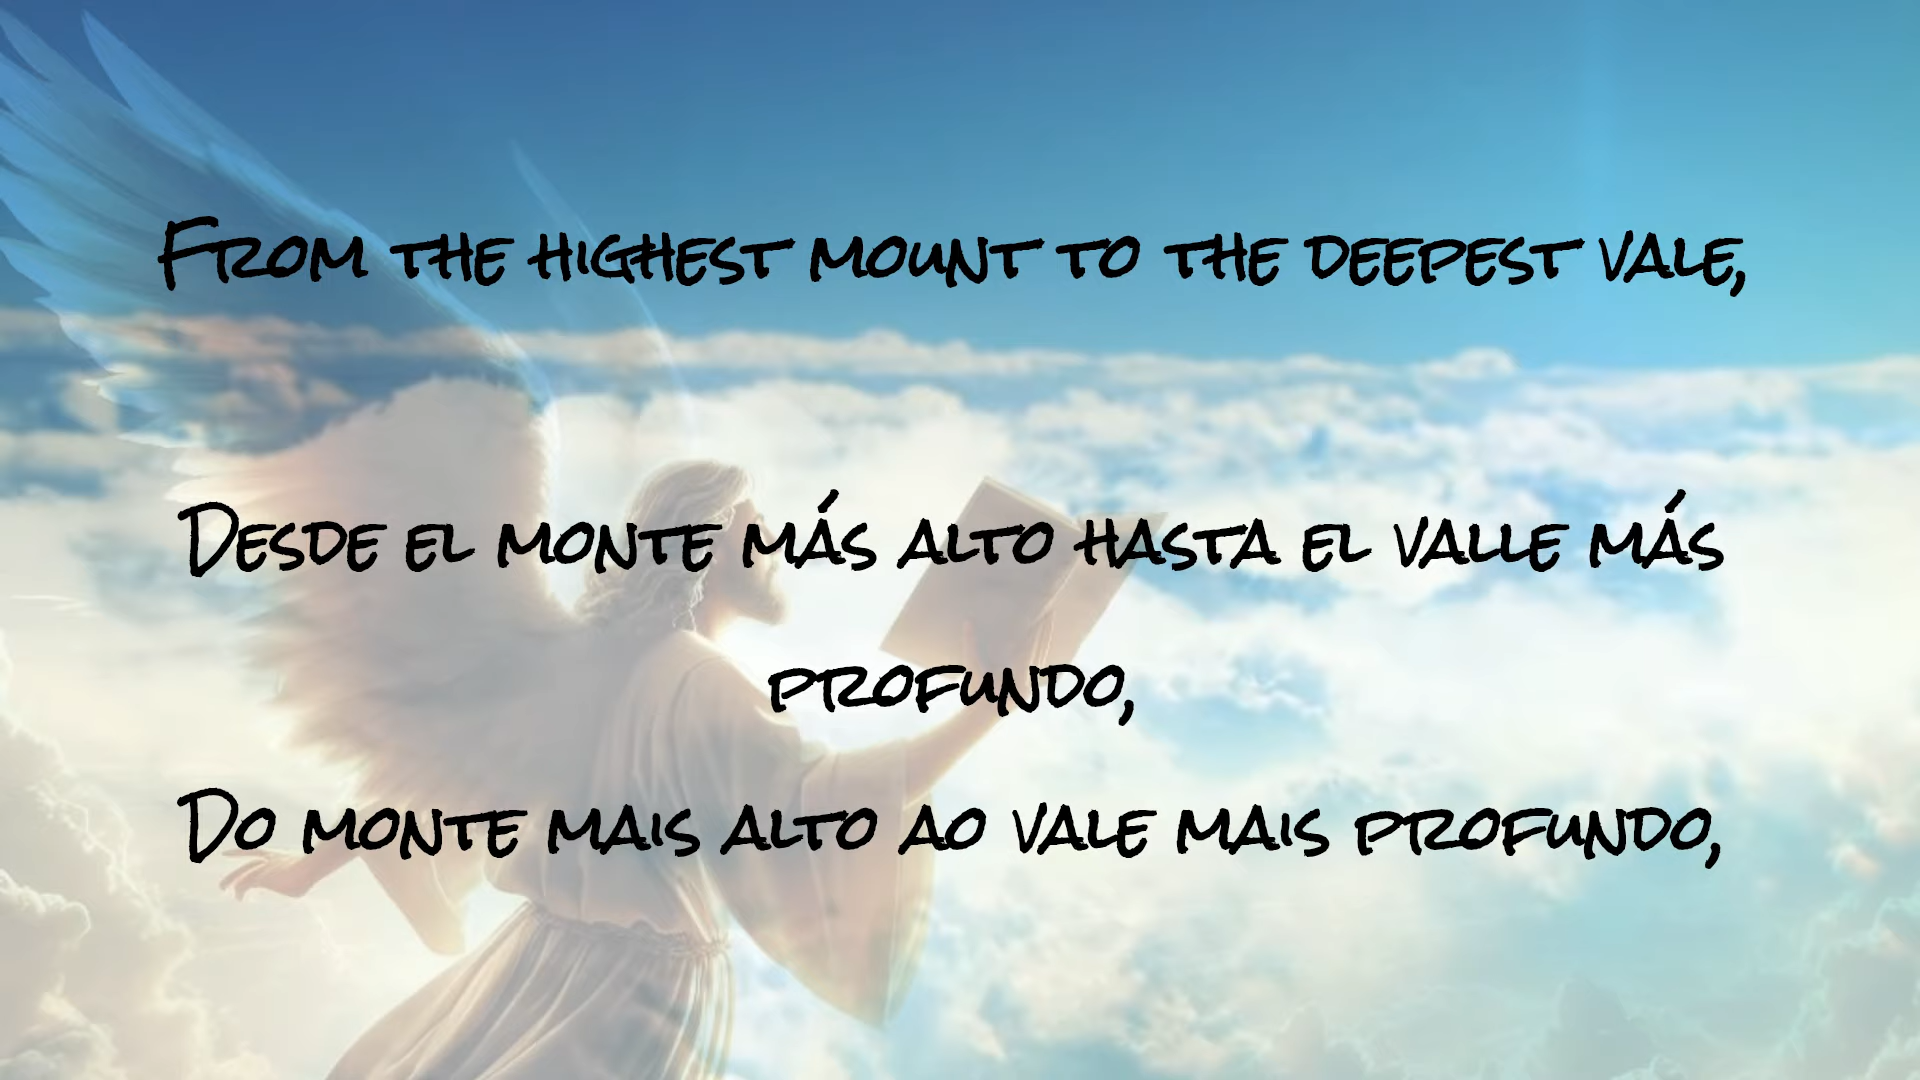 From the highest mount to the deepest vale,
Desde el monte más alto hasta el valle más
profundo,
Do monte mais alto ao vale mais profundo,